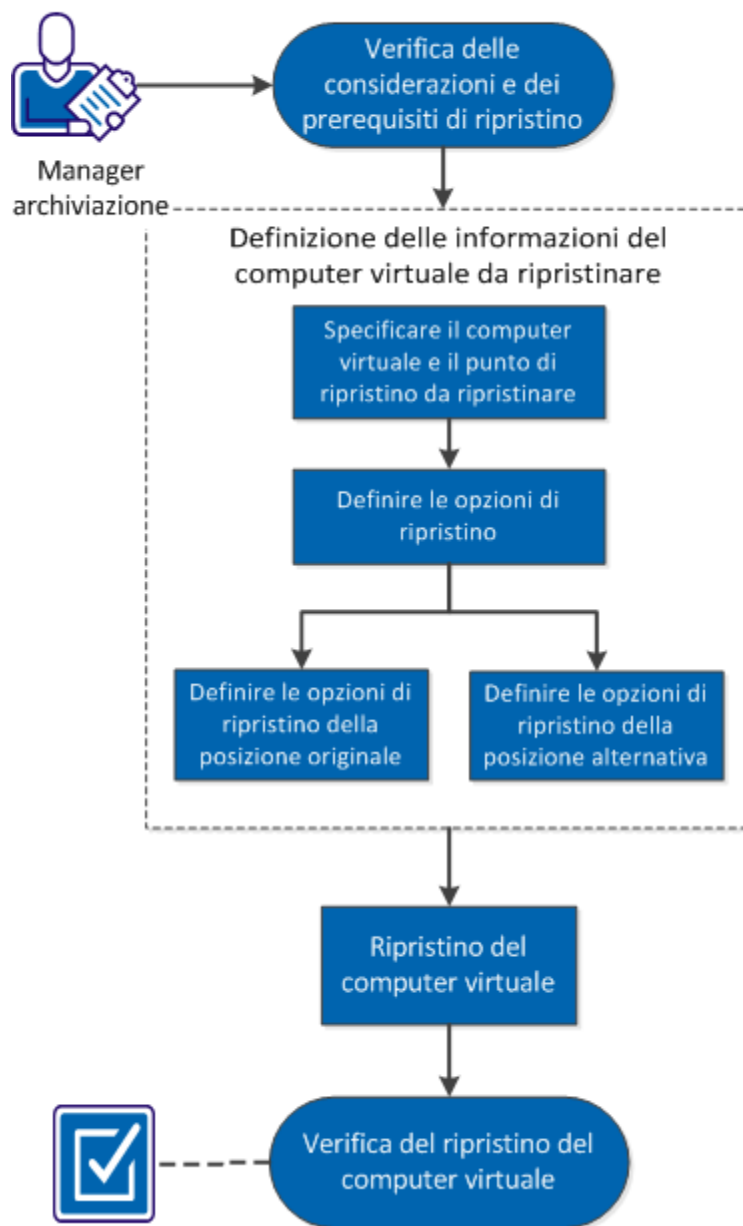 Verifica delle
considerazioni e dei
prerequisiti di ripristino
Manager
archiviazione
Definizione delle informazioni del
computer virtuale da ripristinare
Specificare il computer
virtuale e il punto di
ripristino da ripristinare
Definire le opzioni di
ripristino
Definire le opzioni di
ripristino della
posizione originale
Definire le opzioni di
ripristino della
posizione alternativa
Ripristino del
computer virtuale
Verifica del ripristino del
computer virtuale